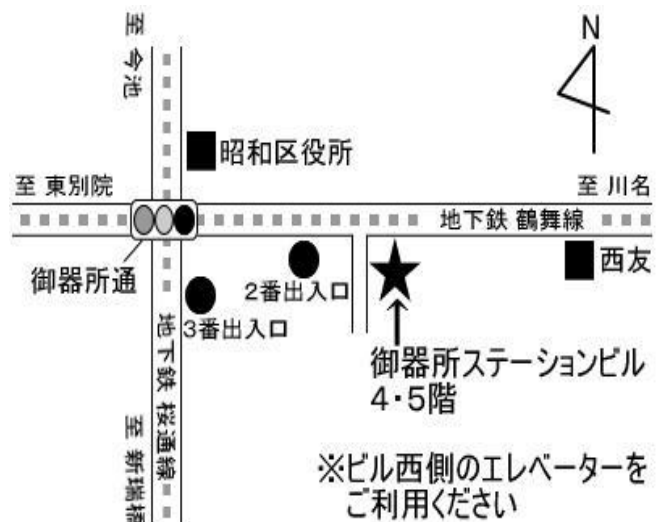 至 今池
N
昭和区役所
至 東別院
至 川名
地下鉄 鶴舞線
御器所通
2番出入口
西友
3番出入口
地下鉄 桜通線
御器所ステーションビル
4・5階
至 新瑞橋
※ビル西側のエレベーターを
ご利用ください